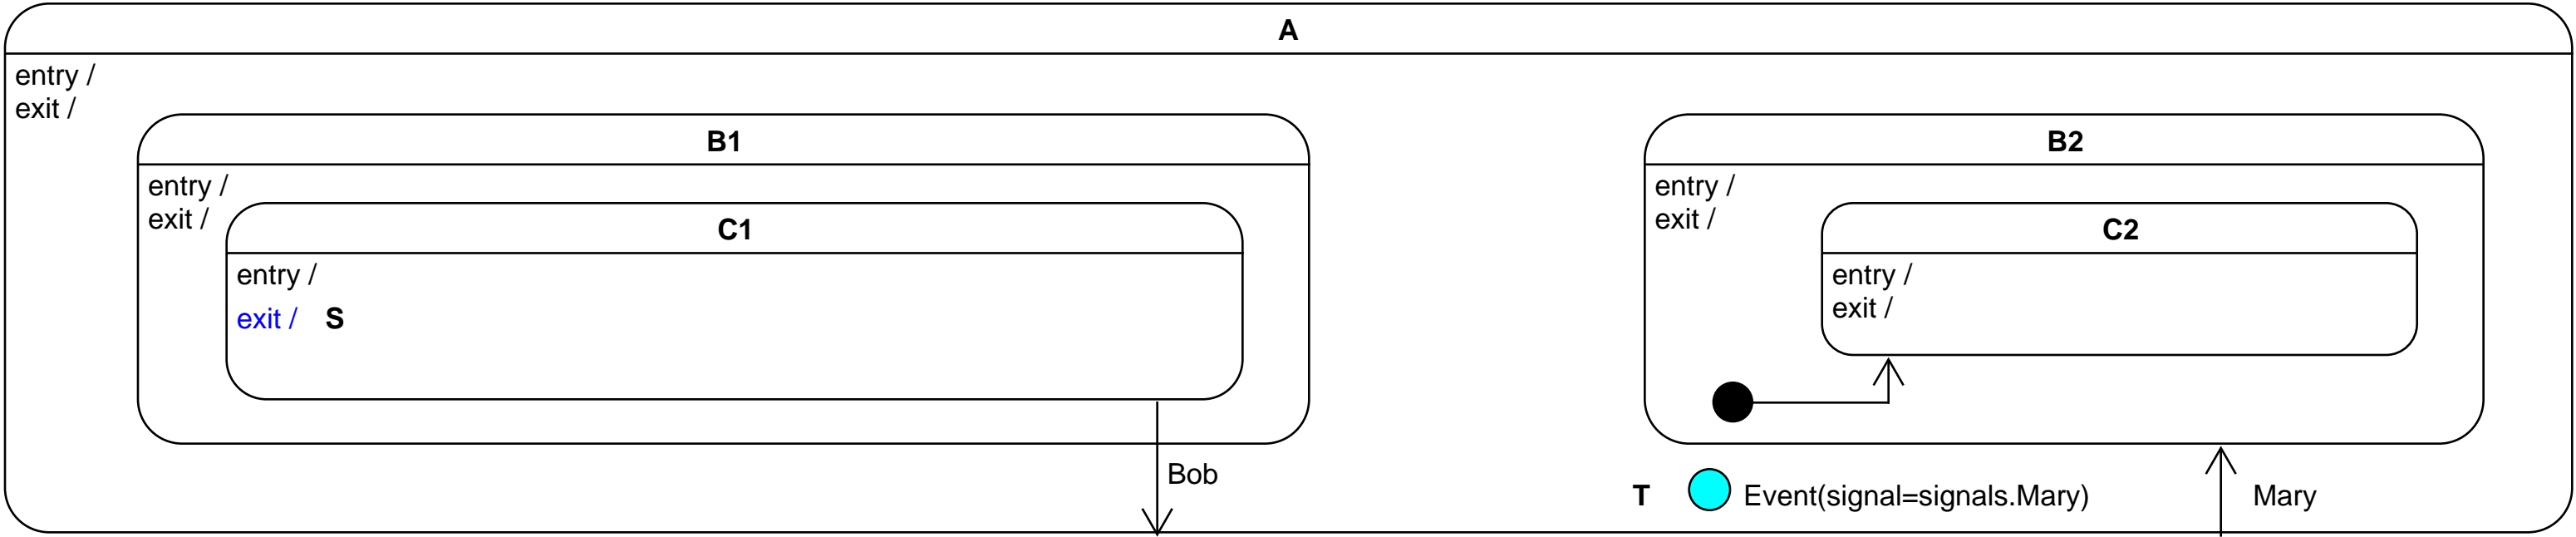 A
entry /
exit /
B1
entry /
exit /
C1
entry /
exit / S
Bob
B2
entry /
exit /
C2
entry /
exit /
T Event(signal=signals.Mary)
Mary